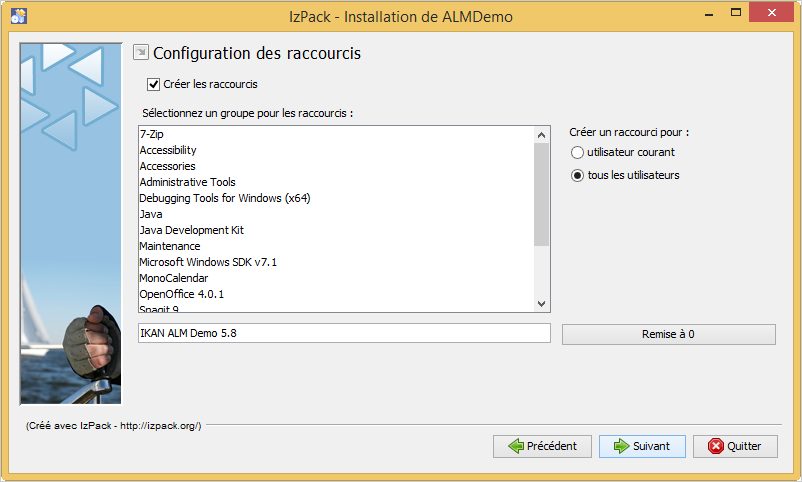 IzPack - Installation de ALMDemo
Configuration des raccourcis
Créer les raccourcis
Sélectionnez un groupe pour les raccourcis :
7-Zip
Accessibility
Accessories
Administrative Tools
Debugging Tools for Windows (x64)
Java
Java Development Kit
Maintenance
Microsoft Windows SDK v7.1
MonoCalendar
OpenOffice 4.0.1
Snagit 9
IKAN ALM Demo 5.8
Créer un raccourci pour :
utilisateur courant
tous les utilisateurs
Remise à 0
(Créé avec IzPack - http://izpack.org/)
Précédent
Suivant
Quitter